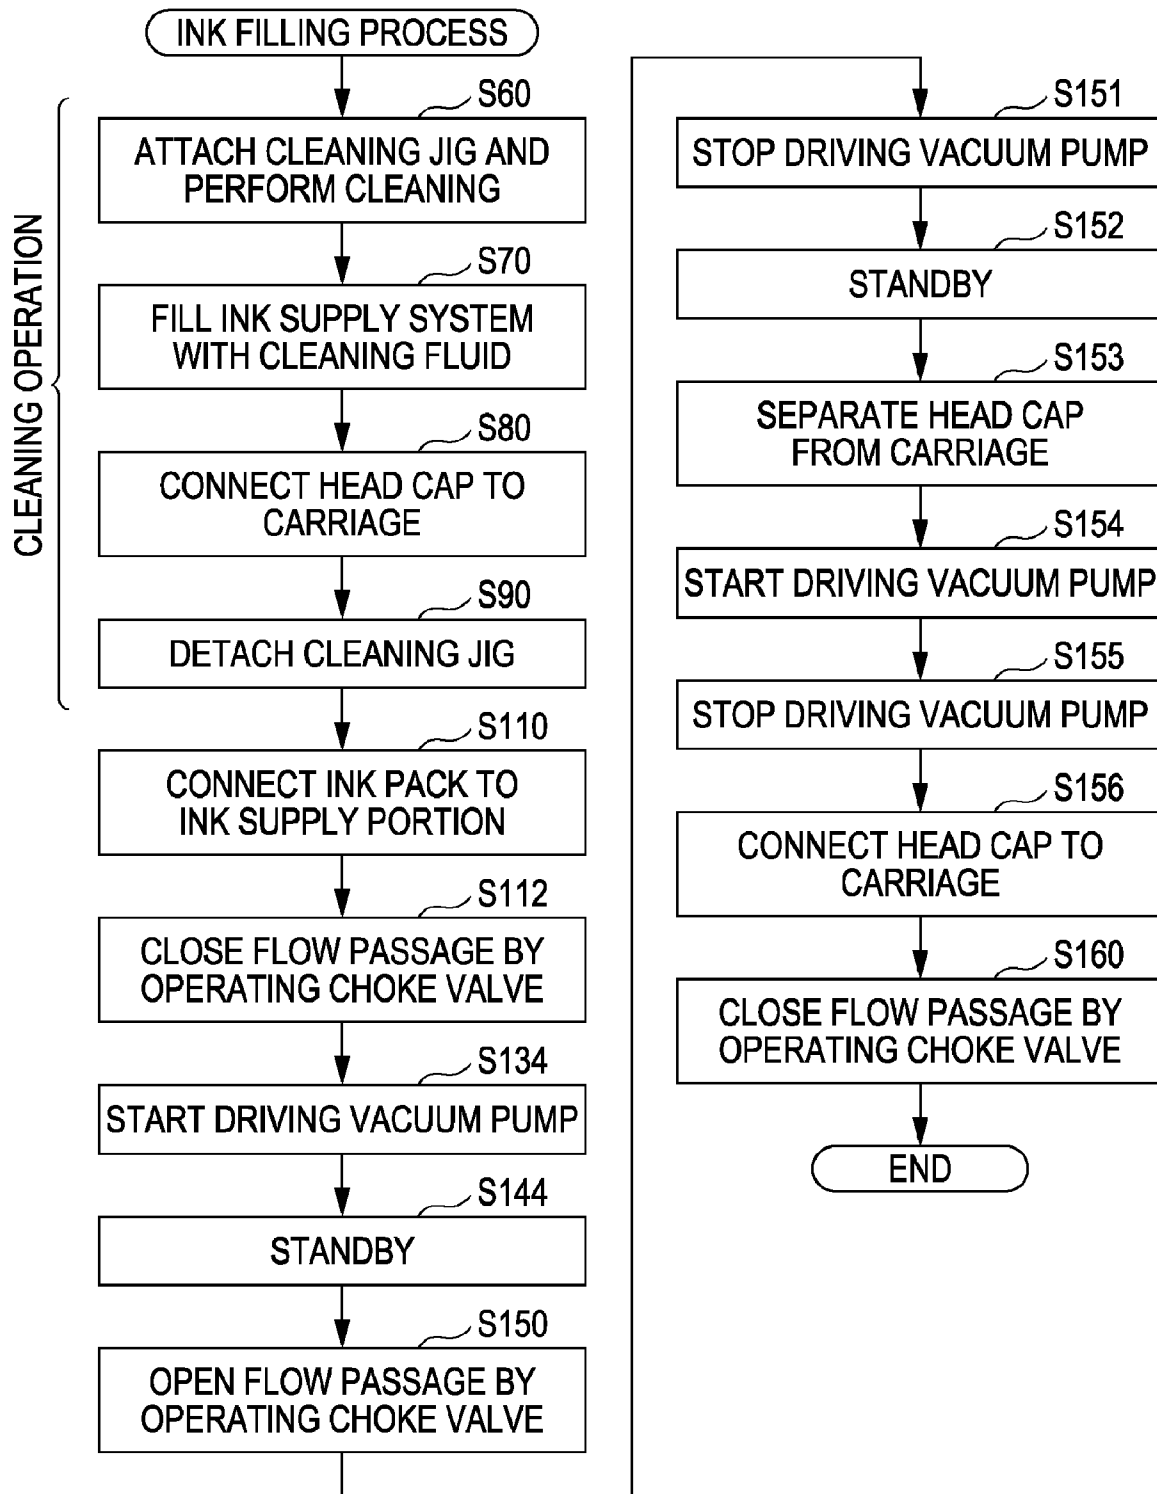 INK FILLING PROCESS
CLEANING OPERATION
S60
ATTACH CLEANING JIG AND
PERFORM CLEANING
S70
FILL INK SUPPLY SYSTEM
WITH CLEANING FLUID
S80
CONNECT HEAD CAP TO
CARRIAGE
S90
DETACH CLEANING JIG
S110
CONNECT INK PACK TO
INK SUPPLY PORTION
S112
CLOSE FLOW PASSAGE BY
OPERATING CHOKE VALVE
S134
START DRIVING VACUUM PUMP
S144
STANDBY
S150
OPEN FLOW PASSAGE BY
OPERATING CHOKE VALVE
S151
STOP DRIVING VACUUM PUMP
S152
STANDBY
S153
SEPARATE HEAD CAP
FROM CARRIAGE
S154
START DRIVING VACUUM PUMP
S155
STOP DRIVING VACUUM PUMP
S156
CONNECT HEAD CAP TO
CARRIAGE
S160
CLOSE FLOW PASSAGE BY
OPERATING CHOKE VALVE
END